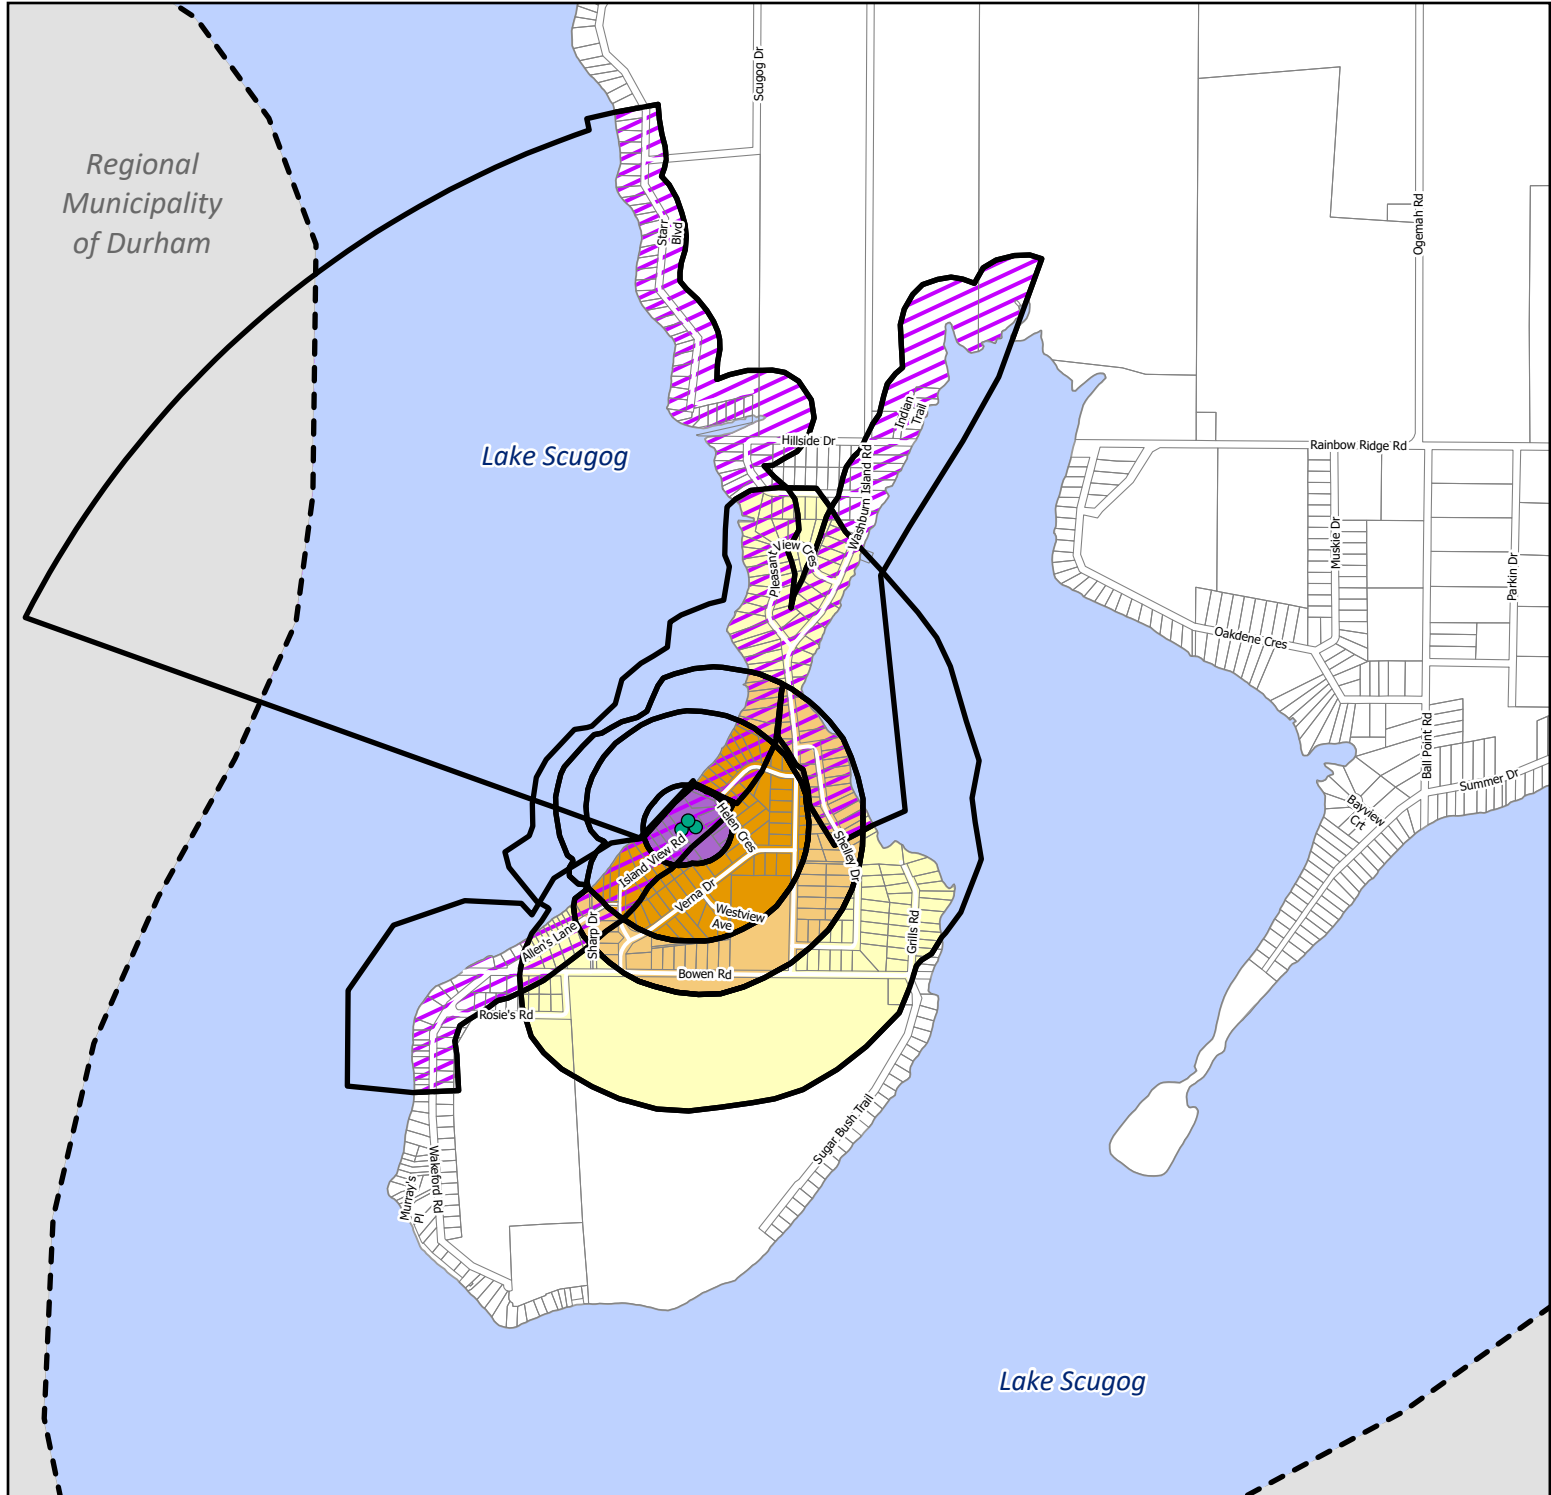 Scugog Dr
Regional
Municipality
of Durham
Starr
Blvd
Ogemah Rd
Indian
Trail
Hillside Dr
Rainbow Ridge Rd
Lake Scugog
Washburn Island Rd
Pleasant
View Cres
Muskie Dr
Parkin Dr
Oakdene Cres
Ball Point Rd
Summer Dr
Bayview
Crt
Helen Cres
Island View Rd
Shelley Dr
Verna Dr
Westview
Ave
Grills Rd
Sharp Dr
Allen's Lane
Bowen Rd
Rosie's Rd
Sugar Bush Trail
Wakeford Rd
Murray's
Pl
Lake Scugog